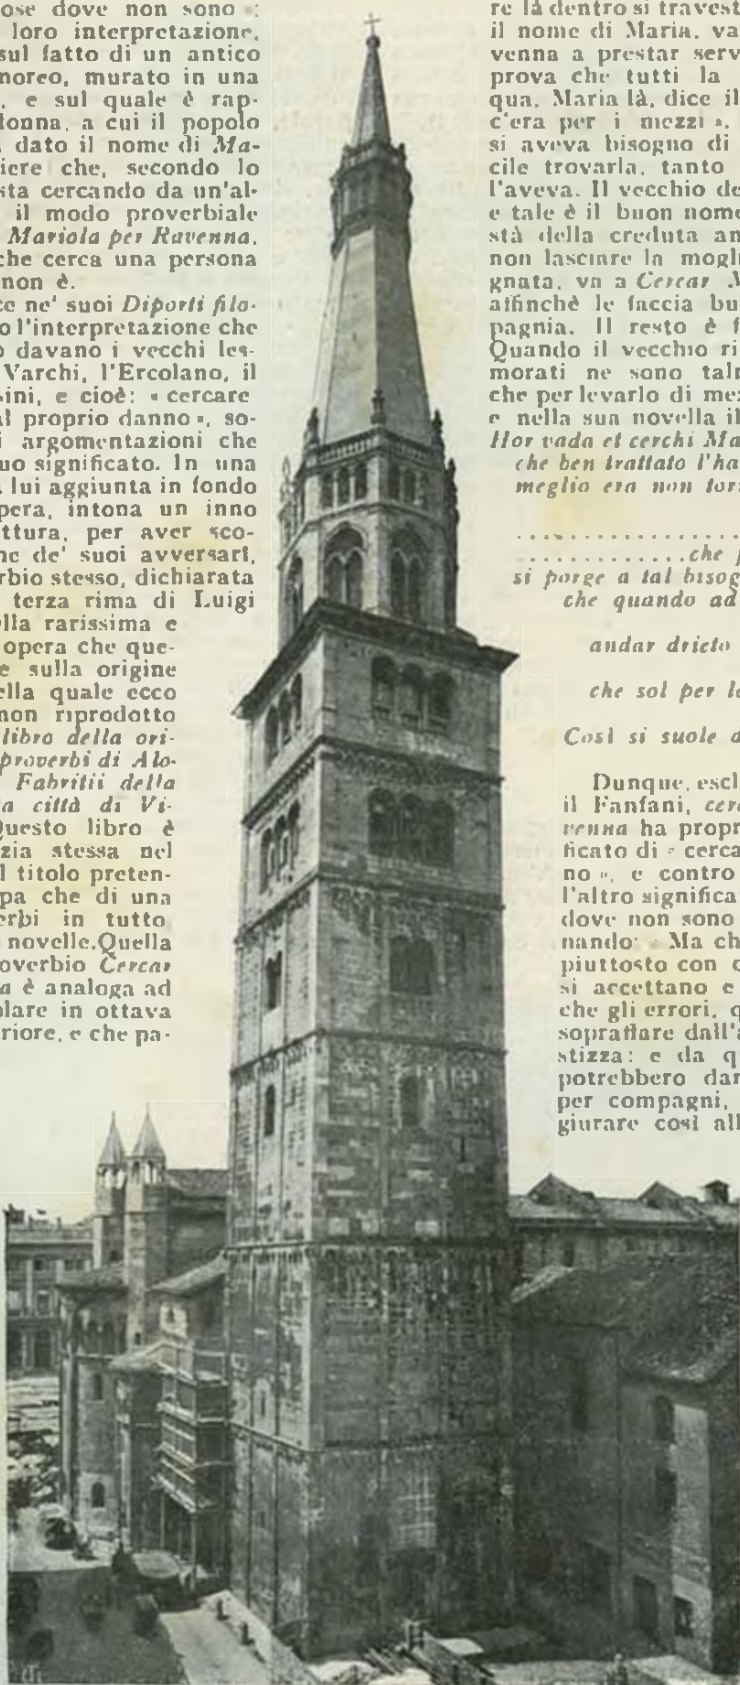 ose dove non sono »:
loro interpretazione,
sul fatto di un antico
moreo, murato in una
, e sul quale è rap-
donna, a cui il popolo
dato il nome di Ma-
iere che, secondo lo
sta cercando da un'al-
il modo proverbiale
Mariola per Ravenna,
che cerca una persona
non è.
ce ne' suoi Diporti filo-
o l'interpretazione che
o davano i vecchi les-
Varchi, l'Ercolano, il
ini, e cioè: « cercare
al proprio danno », so-
i argomentazioni che
uo significato. In una
a lui aggiunta in fondo
pera, intona un inno
ttura, per aver sco-
ne de' suoi avversari,
rbio stesso, dichiarata
terza rima di Luigi
lla rarissima e
opera che que-
e sulla origine
ella quale ecco
non riprodotto
libro della ori-
proverbi di Alo-
Fabritii della
a città di Vi-
Questo libro è
zia stessa nel
l titolo preten-
pa che di una
erbi in tutto
novelle. Quella
overbio Cercar
a è analoga ad
olare in ottava
riore, e che pa-
re là dentro si travest
il nome di Maria, va
venna a prestar serv
prova che tutti la
qua, Maria là, dice il
c'era per i mezzi »,
si aveva bisogno di
cile trovarla, tanto
l'aveva. Il vecchio de
e tale è il buon nome
stà della creduta an
non lasciare la mogl
gnata, va a Cercar M
affinchè le faccia bu
pagnia. Il resto è f
Quando il vecchio ri
morati ne sono taln
che per levarlo di mez
e nella sua novella il
Hor vada et cerchi Ma
che ben trattato l'ha
meglio era non torn
. . . . . . . . . . . . . . . .
. . . . . . . . . . . . che p
si porge a tal bisog
che quando ad
andar drieto
che sol per le
Così si suole d
Dunque, escl
il Fanfani, cerc
venna ha propr
ficato di « cerca
no », e contro
l'altro significa
dove non sono
nando: « Ma ch
piuttosto con c
si accettano e
che gli errori, q
sopraffare dall'a
stizza: e da q
potrebbero dar
per compagni,
giurare così all